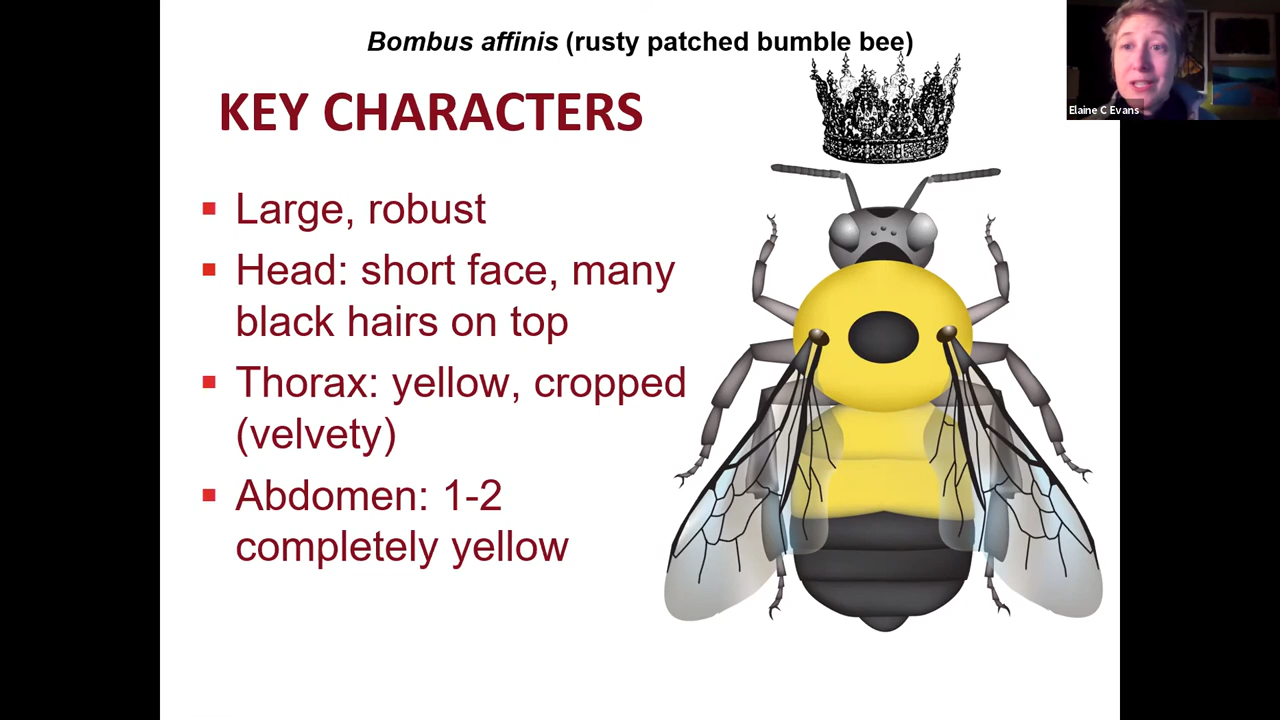 Bombus affinis (rusty patched bumble bee)
KEY CHARACTERS
Large, robust
Head: short face, many
black hairs on top
Thorax: yellow, cropped
(velvety)
Abdomen: 1-2
completely yellow
Elaine C Evans